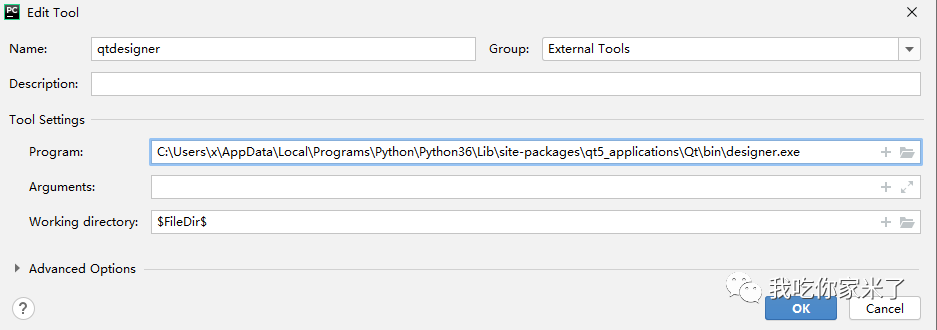 PC Edit Tool
Name: qtdesigner Group: External Tools
Description:
Tool Settings
Program: C:\Users\x\AppData\Local\Programs\Python\Python36\Lib\site-packages\qt5_applications\Qt\bin\designer.exe
Arguments:
Working directory: $FileDir$
Advanced Options
我吃你家米了
? OK Cancel